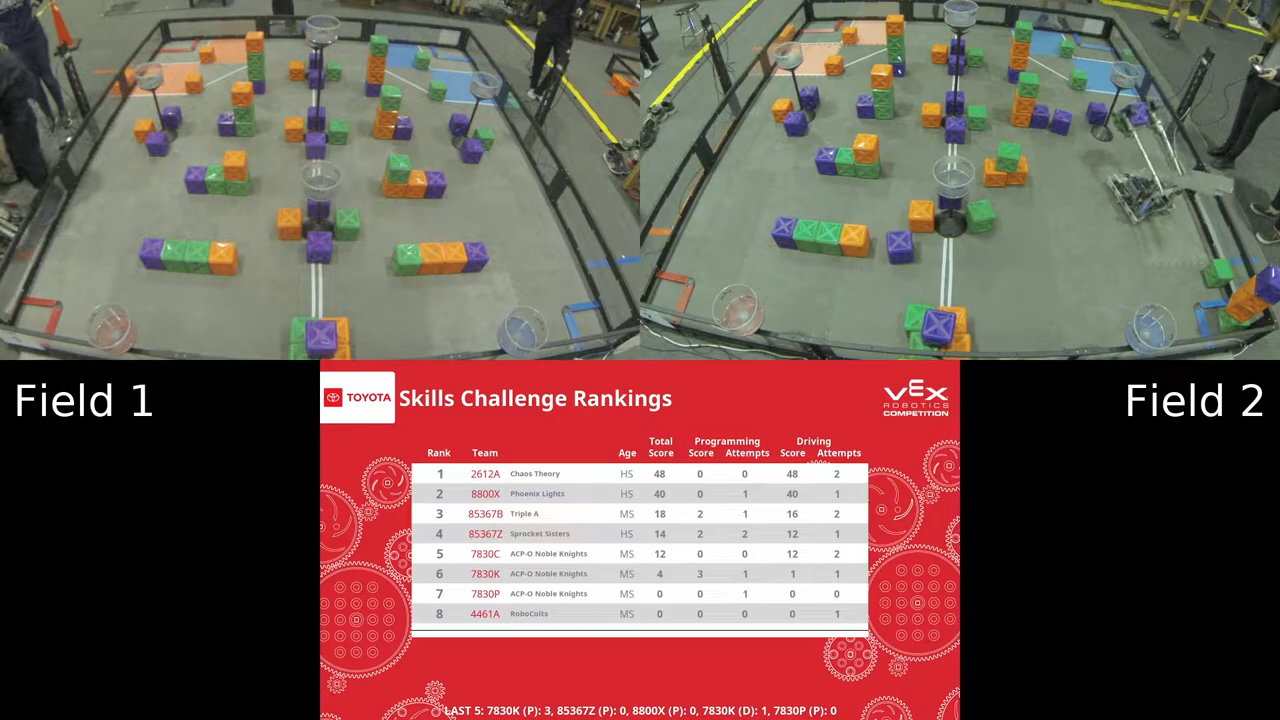 Field 1
Field 2
TOYOTA
Skills Challenge Rankings
VEX
ROBOTICS
COMPETITION
Total Programming Driving
Rank Team Age Score Score Attempts Score Attempts
1 2612A Chaos Theory HS 48 0 0 48 2
2 8800X Phoenix Lights HS 40 0 1 40 1
3 85367B Triple A MS 18 2 1 16 2
4 85367Z Sprocket Sisters HS 14 2 2 12 1
5 7830C ACP-O Noble Knights MS 12 0 0 12 2
6 7830K ACP-O Noble Knights MS 4 3 1 1 1
7 7830P ACP-O Noble Knights MS 0 0 1 0 0
8 4461A RoboColts MS 0 0 0 0 1
LAST 5: 7830K (P): 3, 85367Z (P): 0, 8800X (P): 0, 7830K (D): 1, 7830P (P): 0